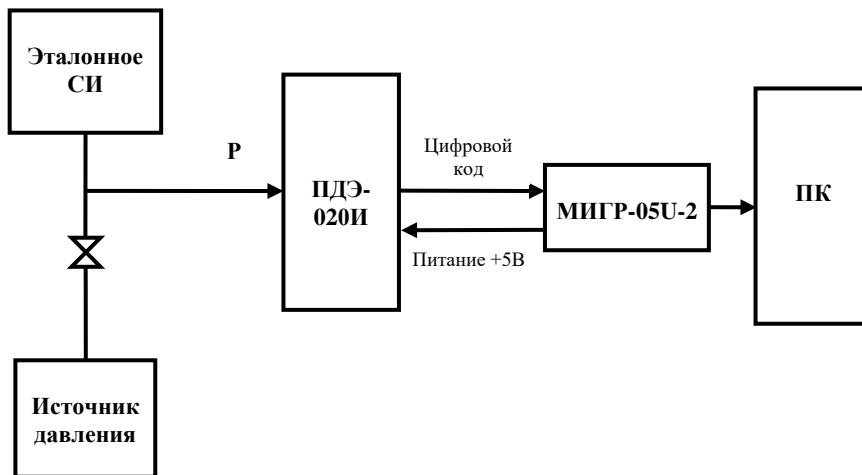 Эталонное
СИ
P
ПДЭ-
020И
Цифровой
код
Питание +5В
МИГР-05U-2
ПК
Источник
давления